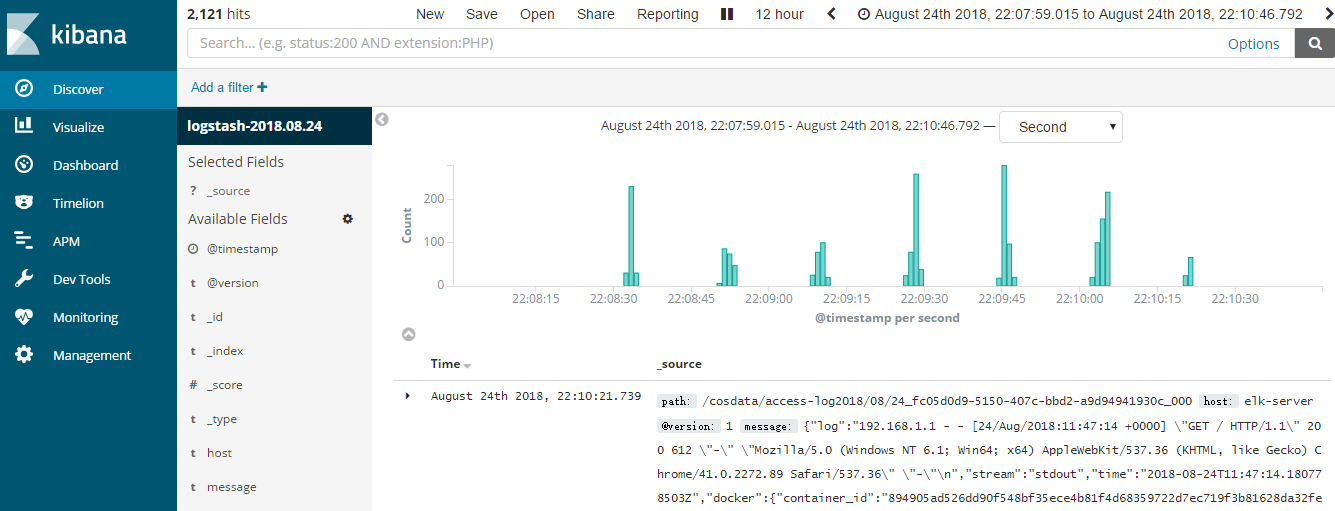 kibana
Discover
Visualize
Dashboard
Timelion
APM
Dev Tools
Monitoring
Management
2,121 hits
New Save Open Share Reporting 12 hour August 24th 2018, 22:07:59.015 to August 24th 2018, 22:10:46.792
Search... (e.g. status:200 AND extension:PHP) Options
Add a filter +
logstash-2018.08.24
Selected Fields
? _source
Available Fields
@timestamp
t @version
t _id
t _index
# _score
t _type
t host
t message
August 24th 2018, 22:07:59.015 - August 24th 2018, 22:10:46.792 — Second
Count
200
100
0
22:08:15 22:08:30 22:08:45 22:09:00 22:09:15 22:09:30 22:09:45 22:10:00 22:10:15 22:10:30
@timestamp per second
Time _source
August 24th 2018, 22:10:21.739
path: /cosdata/access-log2018/08/24_fc05d0d9-5150-407c-bbd2-a9d94941930c_000 host: elk-server
@version: 1 message: {"log":"192.168.1.1 - - [24/Aug/2018:11:47:14 +0000] \"GET / HTTP/1.1\" 20
0 612 \"-\" \"Mozilla/5.0 (Windows NT 6.1; Win64; x64) AppleWebKit/537.36 (KHTML, like Gecko) C
hrome/41.0.2272.89 Safari/537.36\" \"-\"\n","stream":"stdout","time":"2018-08-24T11:47:14.18077
8503Z","docker":{"container_id":"894905ad526dd90f548bf35ece4b81f4d68359722d7ec719f3b81628da32fe